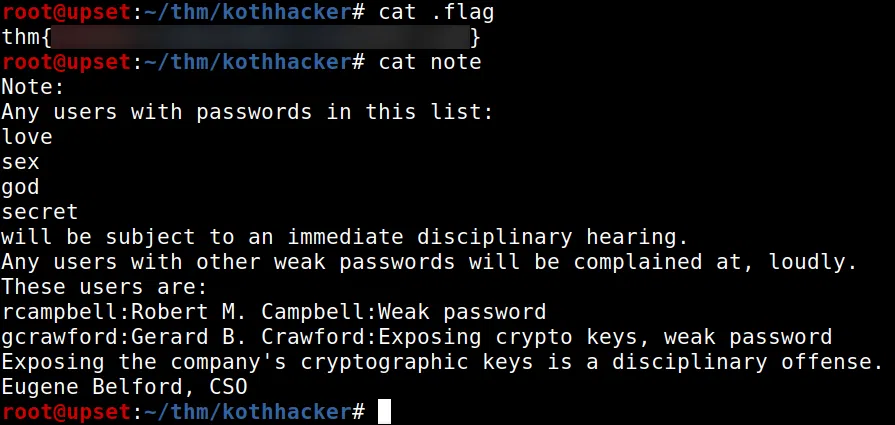 root@upset:~/thm/kothhacker# cat .flag
thm{ }
root@upset:~/thm/kothhacker# cat note
Note:
Any users with passwords in this list:
love
sex
god
secret
will be subject to an immediate disciplinary hearing.
Any users with other weak passwords will be complained at, loudly.
These users are:
rcampbell:Robert M. Campbell:Weak password
gcrawford:Gerard B. Crawford:Exposing crypto keys, weak password
Exposing the company's cryptographic keys is a disciplinary offense.
Eugene Belford, CSO
root@upset:~/thm/kothhacker#